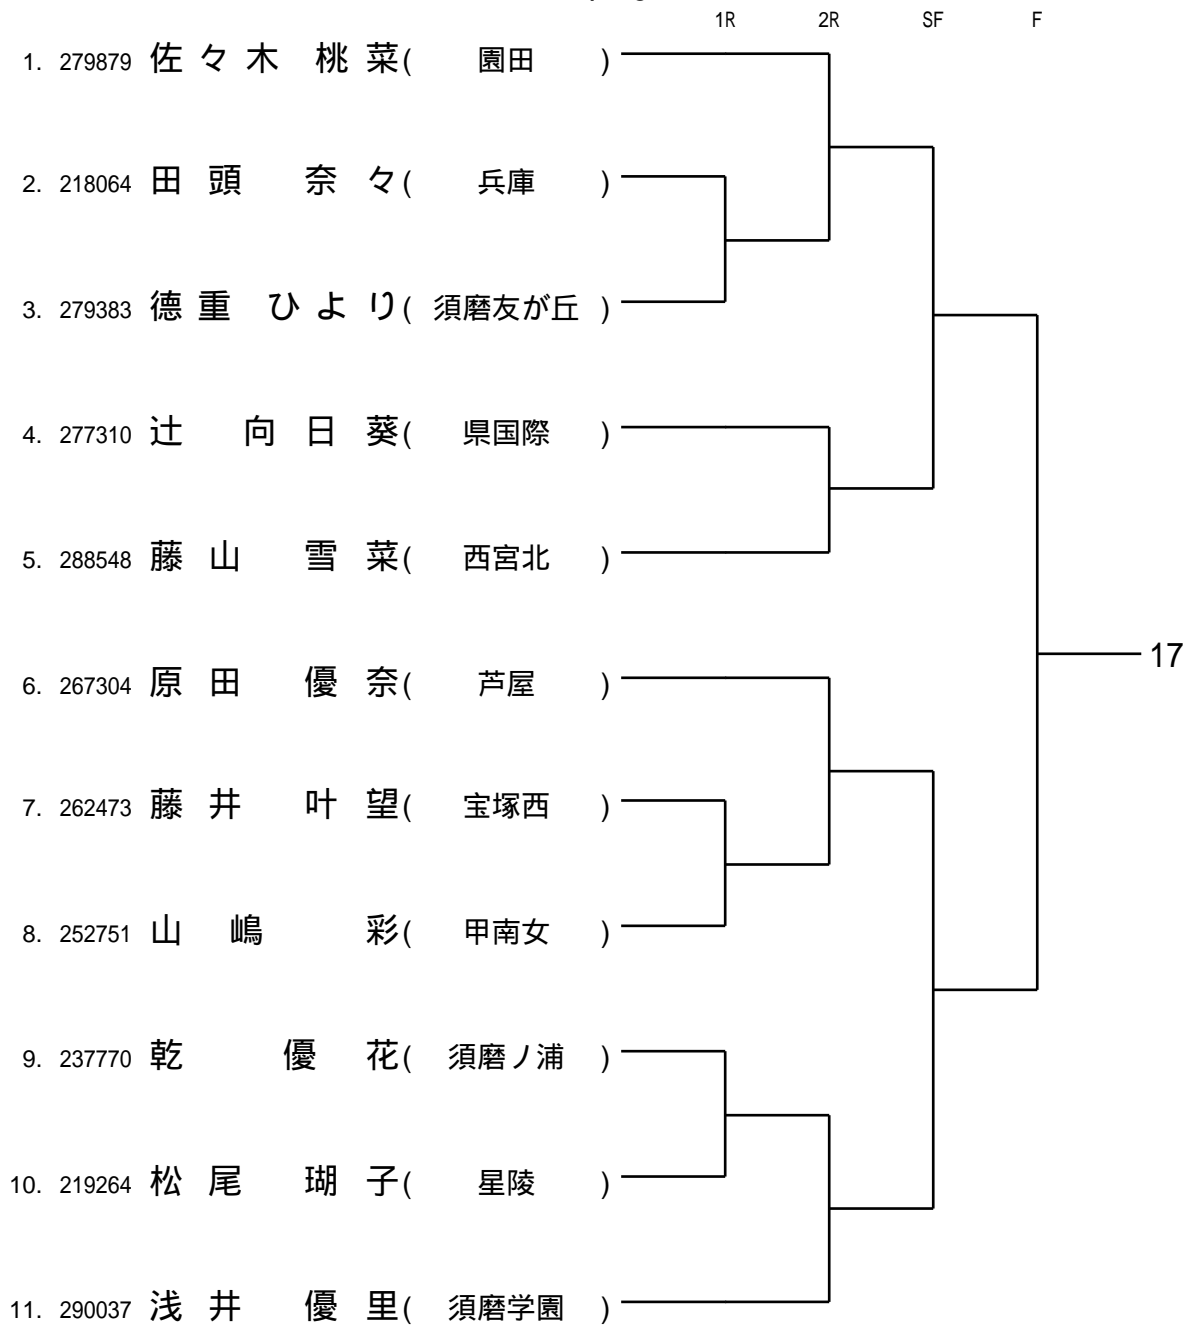 1R 2R SF F
1. 279879 佐々木 桃菜( 園田 )
2. 218064 田頭 奈々( 兵庫 )
3. 279383 德重 ひより( 須磨友が丘 )
4. 277310 辻 向日葵( 県国際 )
5. 288548 藤山 雪菜( 西宮北 )
17
6. 267304 原田 優奈( 芦屋 )
7. 262473 藤井 叶望( 宝塚西 )
8. 252751 山嶋 彩( 甲南女 )
9. 237770 乾 優花( 須磨ノ浦 )
10. 219264 松尾 瑚子( 星陵 )
11. 290037 浅井 優里( 須磨学園 )